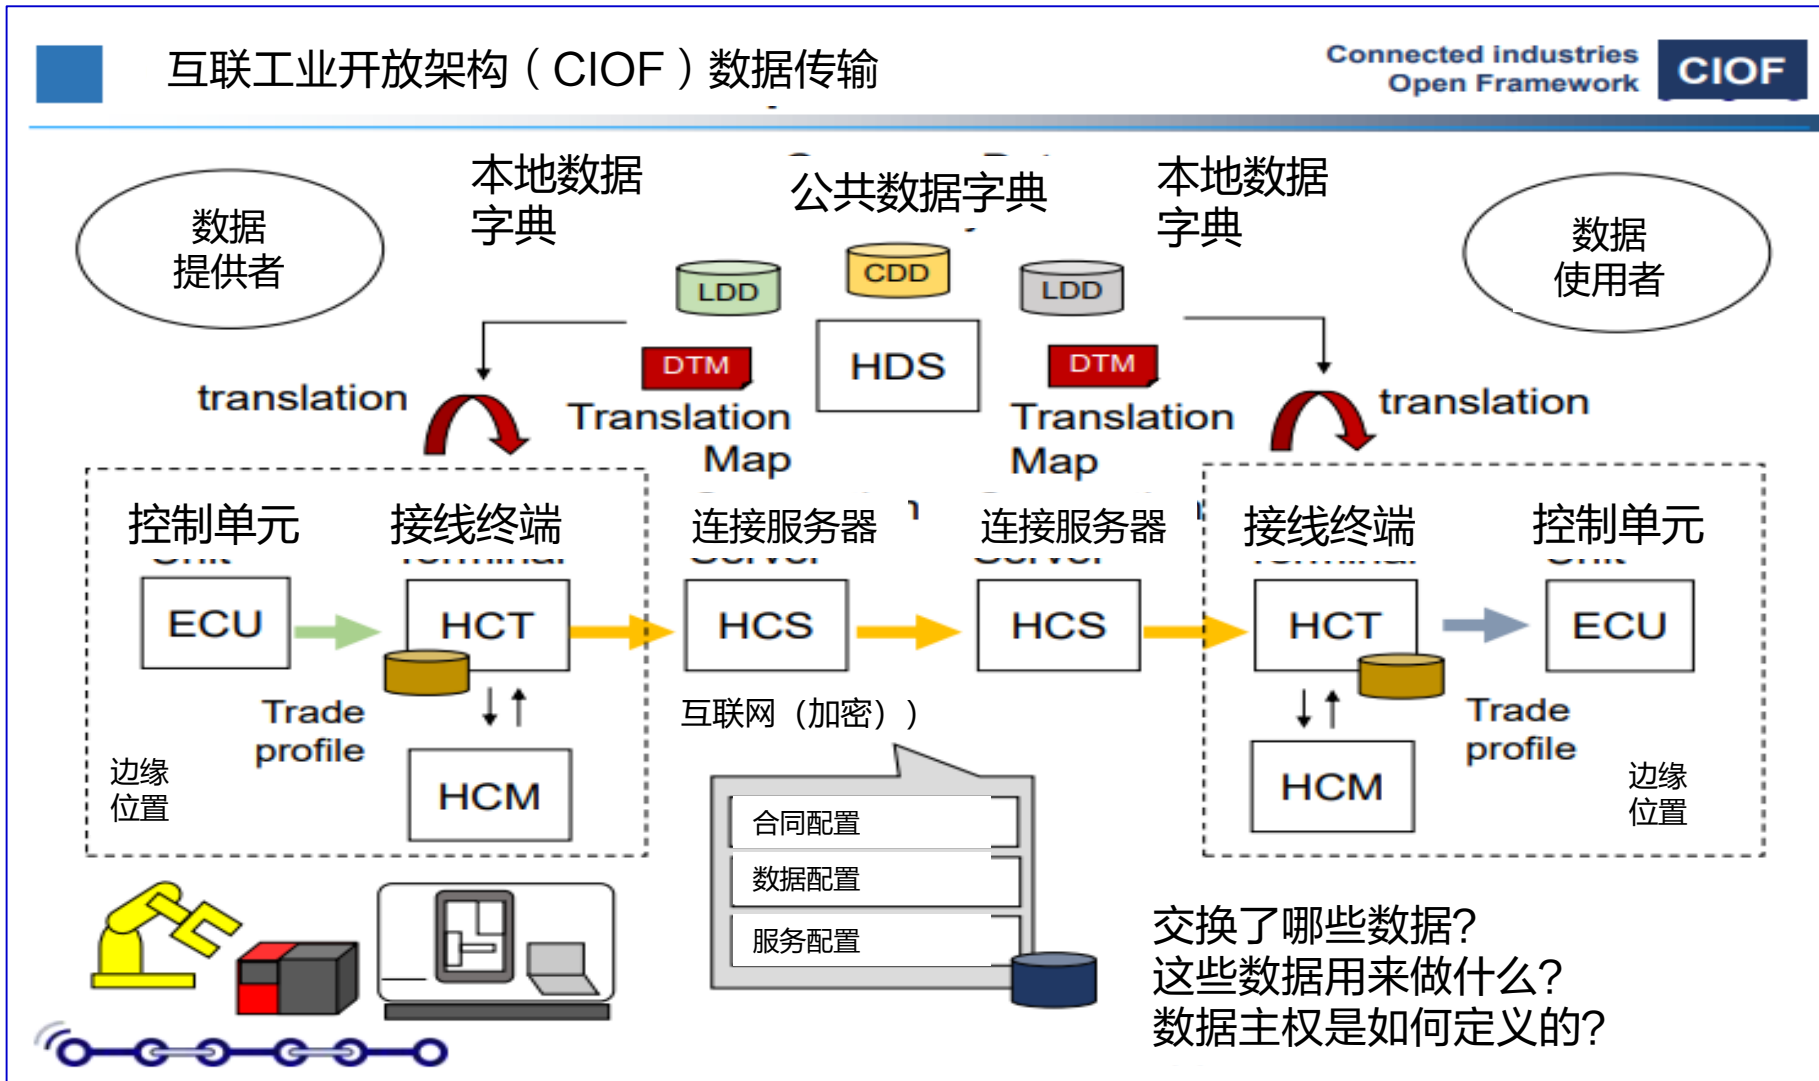 互联工业开放架构（CIOF）数据传输
Connected industries
Open Framework
CIOF
数据
提供者
本地数据
字典
公共数据字典
本地数据
字典
数据
使用者
LDD
CDD
LDD
DTM
HDS
DTM
translation
Translation
Map
Translation
Map
translation
控制单元
接线终端
连接服务器
连接服务器
接线终端
控制单元
ECU
HCT
HCS
HCS
HCT
ECU
Trade
profile
互联网（加密））
Trade
profile
边缘
位置
HCM
HCM
边缘
位置
合同配置
数据配置
服务配置
交换了哪些数据?
这些数据用来做什么?
数据主权是如何定义的?